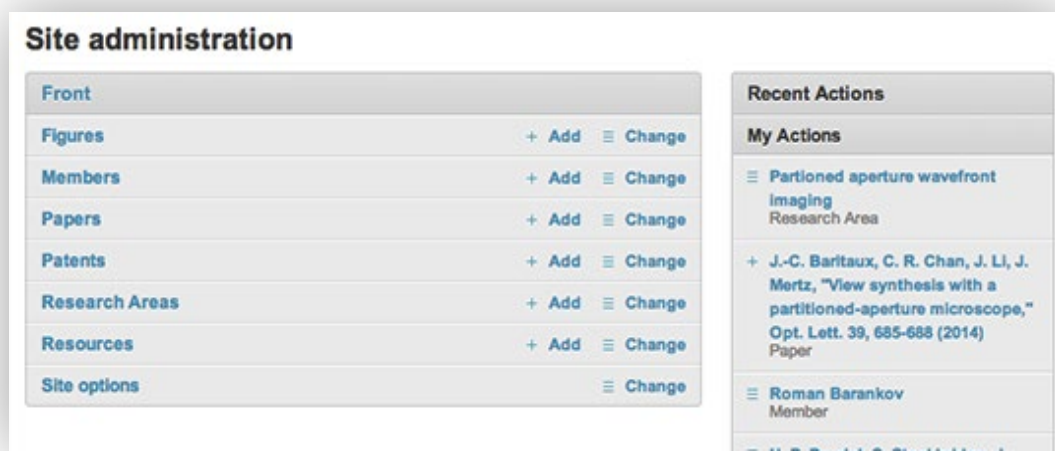 Site administration
Front
Figures + Add Change
Members + Add Change
Papers + Add Change
Patents + Add Change
Research Areas + Add Change
Resources + Add Change
Site options Change
Recent Actions
My Actions
Partioned aperture wavefront
imaging
Research Area
+ J.-C. Baritaux, C. R. Chan, J. Li, J.
Mertz, "View synthesis with a
partitioned-aperture microscope,"
Opt. Lett. 39, 685-688 (2014)
Paper
Roman Barankov
Member